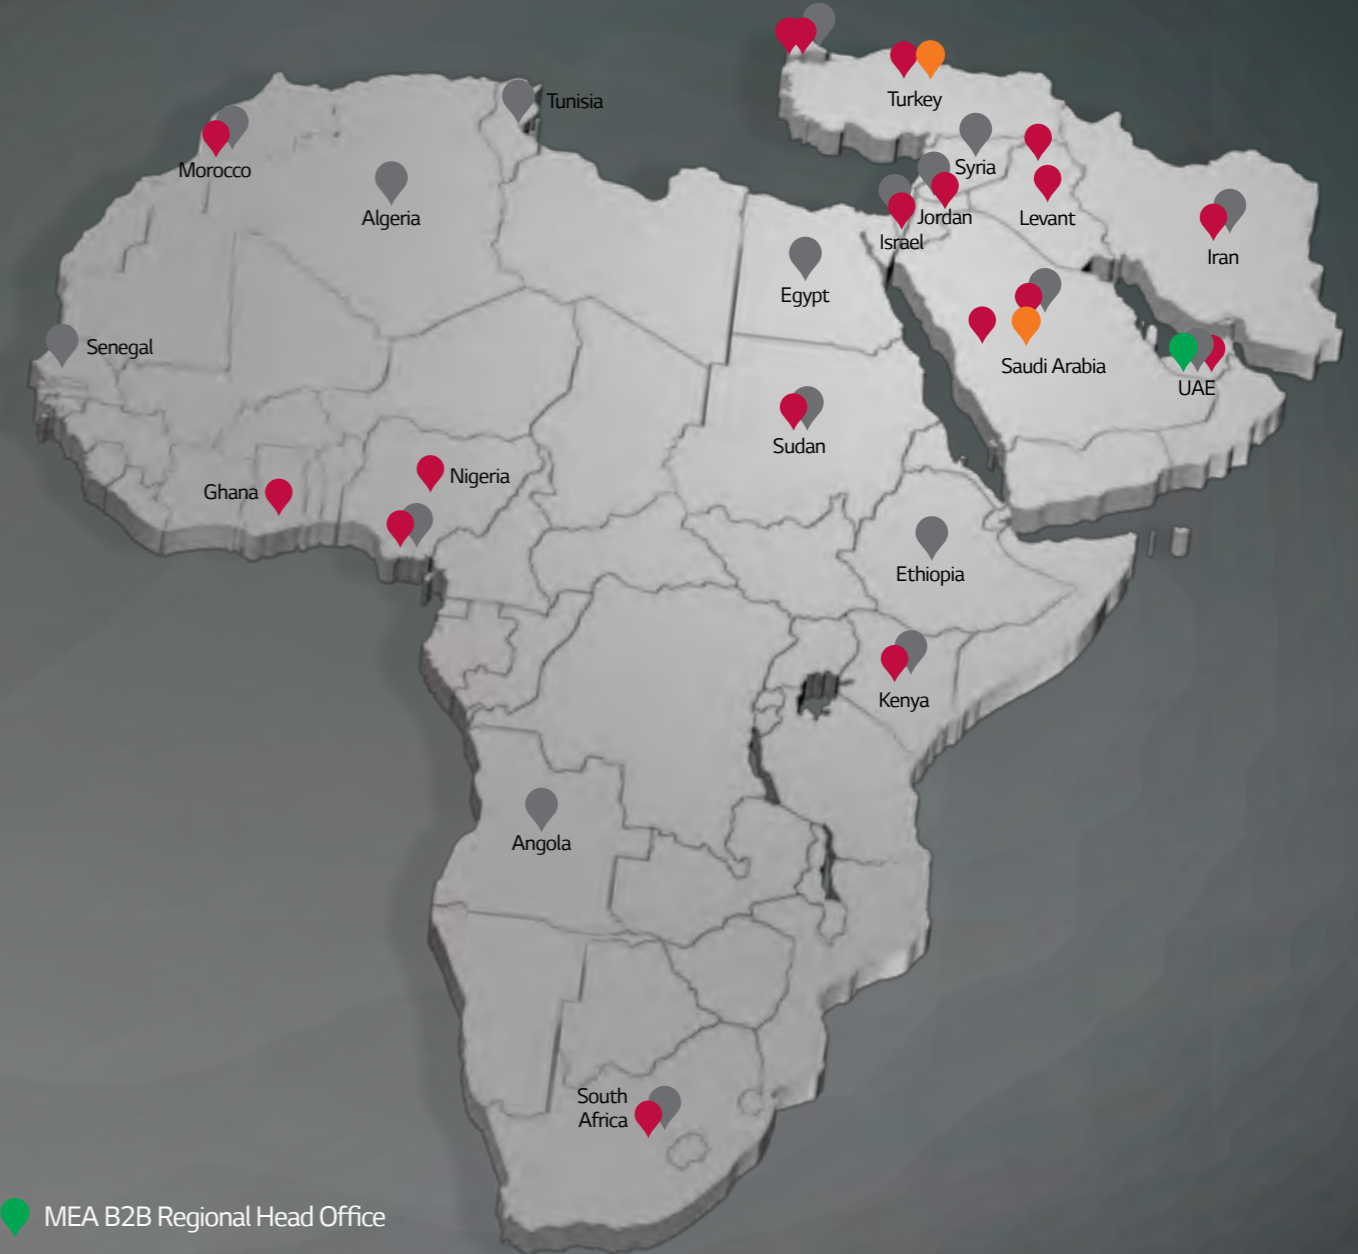 Turkey
Tunisia
Morocco
Syria
Algeria
Jordan
Levant
Israel
Iran
Egypt
Senegal
Saudi Arabia
UAE
Sudan
Ghana
Nigeria
Ethiopia
Kenya
Angola
South
Africa
MEA B2B Regional Head Office